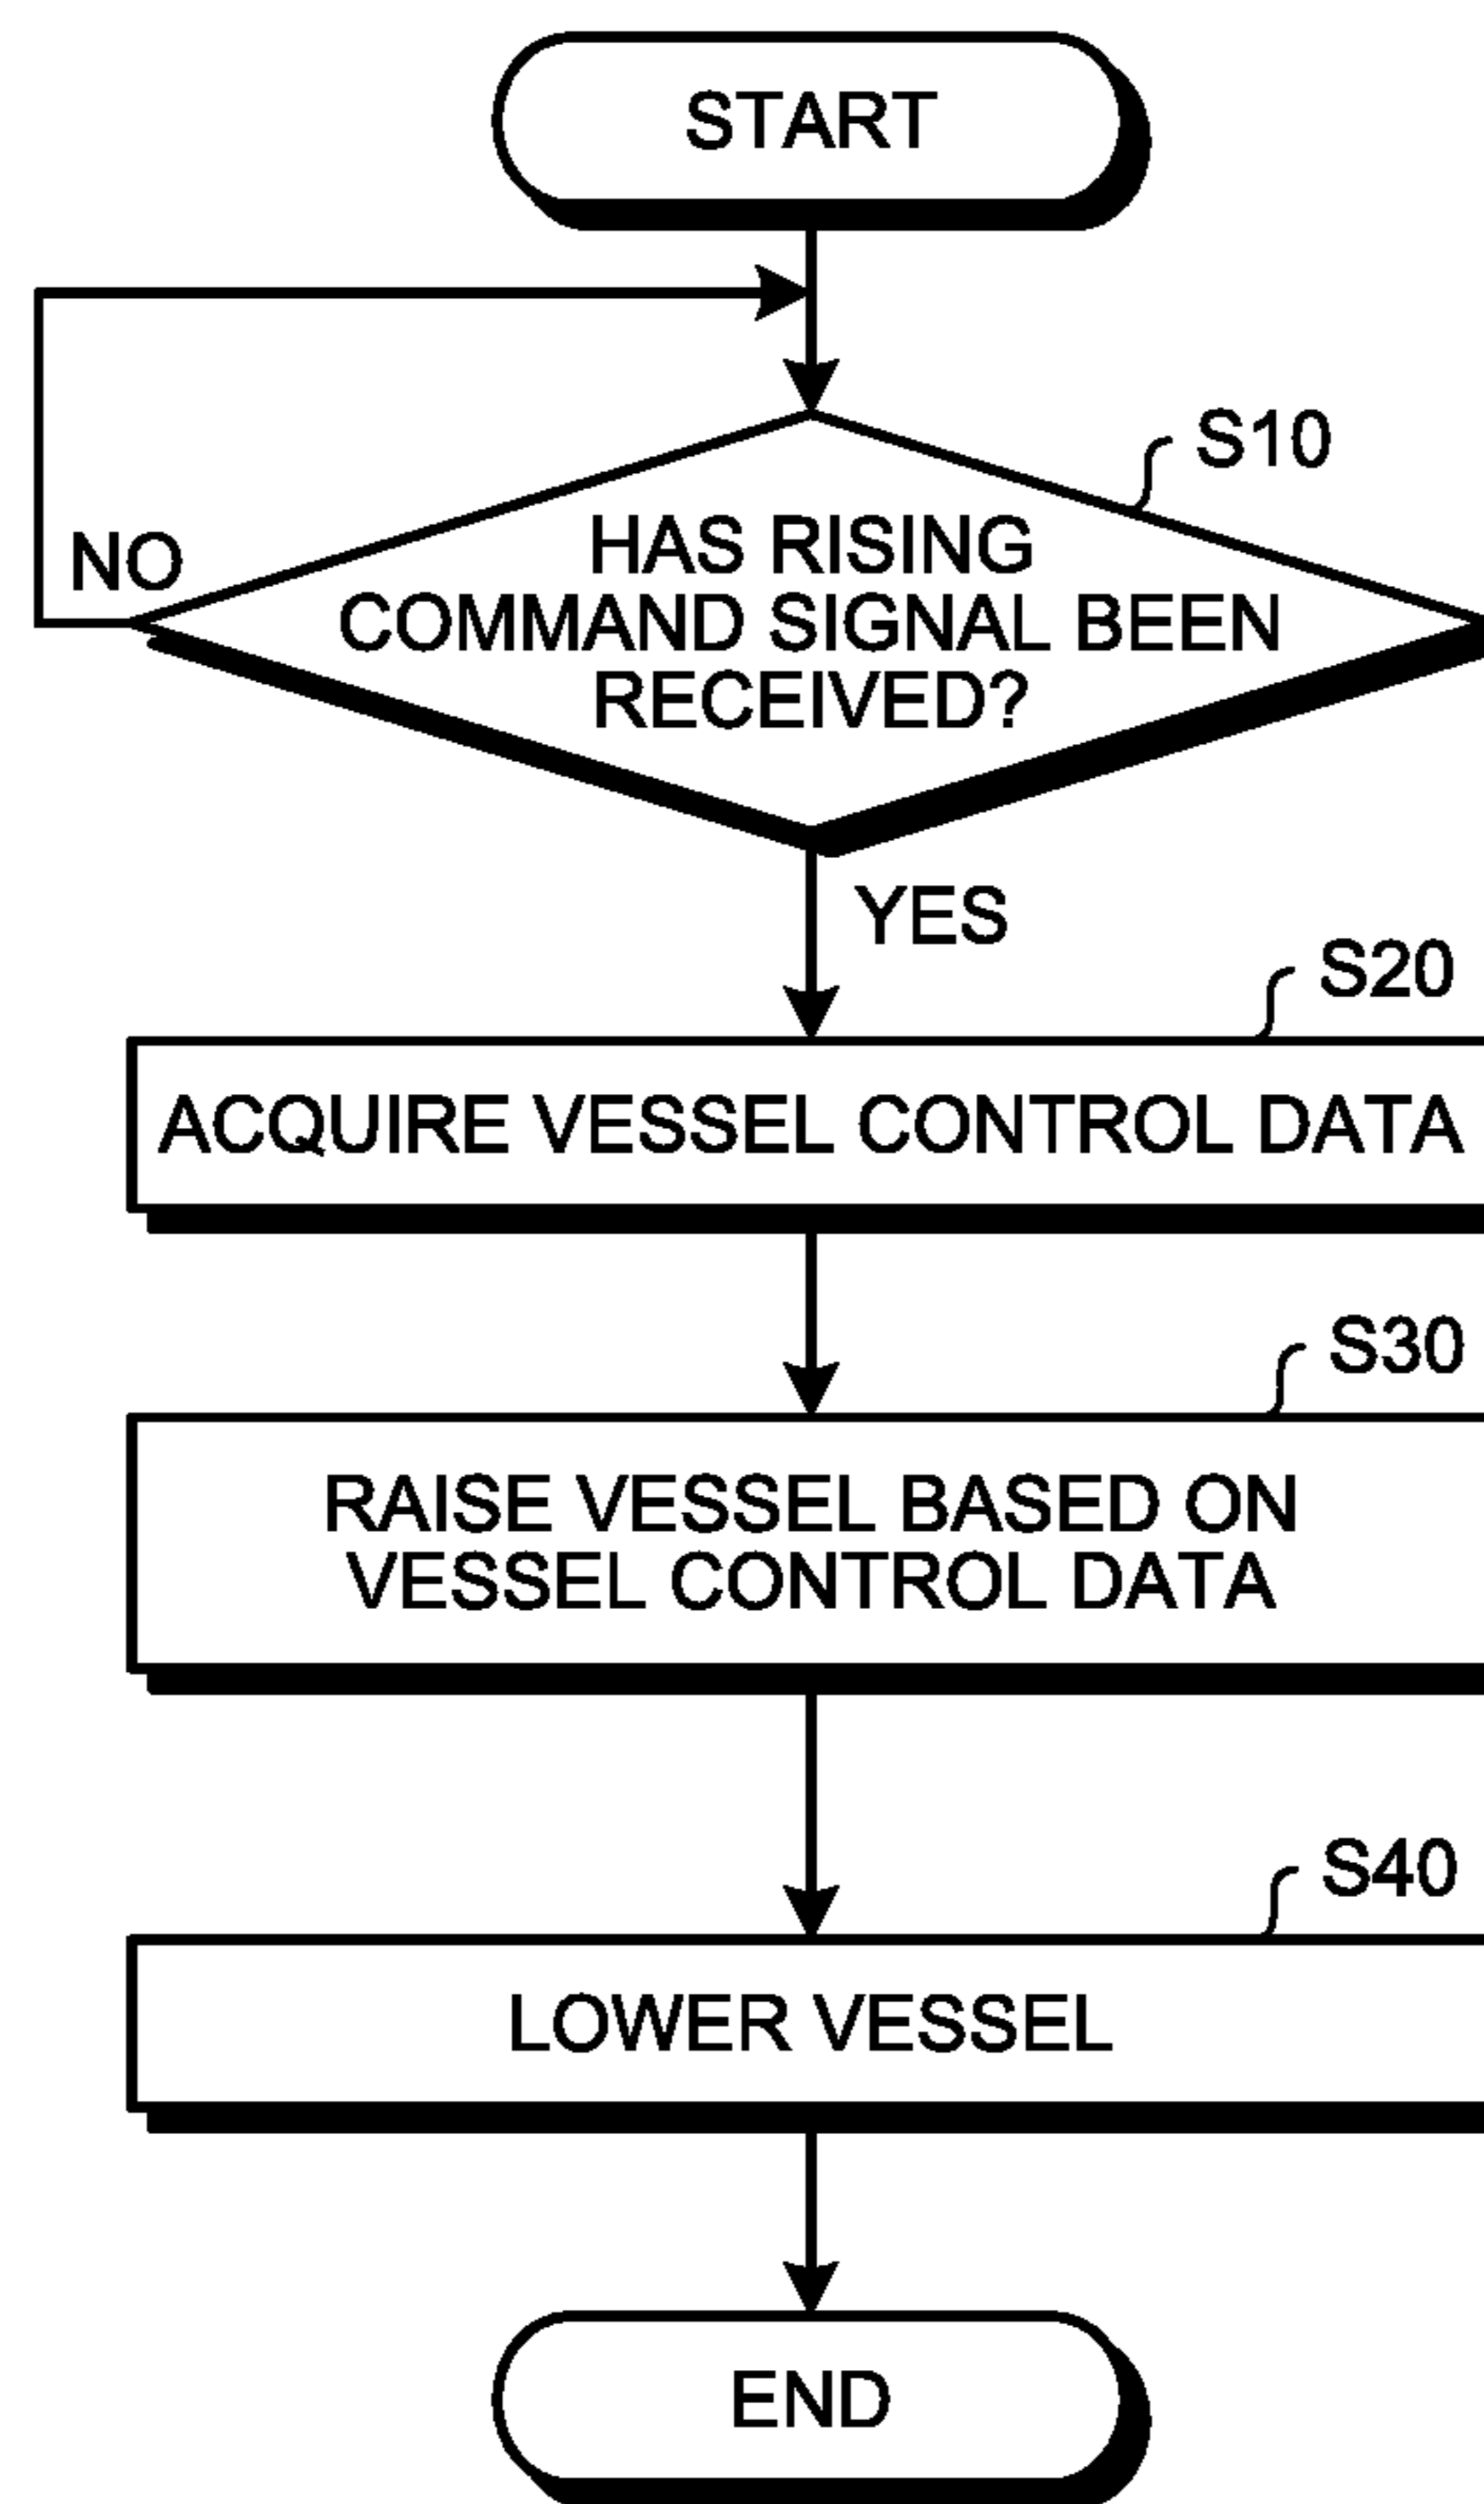 START
S10
HAS RISING
COMMAND SIGNAL BEEN
RECEIVED?
NO
YES
S20
ACQUIRE VESSEL CONTROL DATA
S30
RAISE VESSEL BASED ON
VESSEL CONTROL DATA
S40
LOWER VESSEL
END